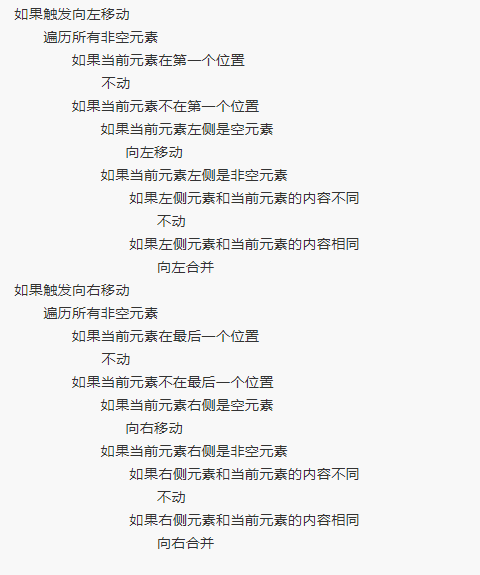 如果触发向左移动
遍历所有非空元素
如果当前元素在第一个位置
不动
如果当前元素不在第一个位置
如果当前元素左侧是空元素
向左移动
如果当前元素左侧是非空元素
如果左侧元素和当前元素的内容不同
不动
如果左侧元素和当前元素的内容相同
向左合并
如果触发向右移动
遍历所有非空元素
如果当前元素在最后一个位置
不动
如果当前元素不在最后一个位置
如果当前元素右侧是空元素
向右移动
如果当前元素右侧是非空元素
如果右侧元素和当前元素的内容不同
不动
如果右侧元素和当前元素的内容相同
向右合并